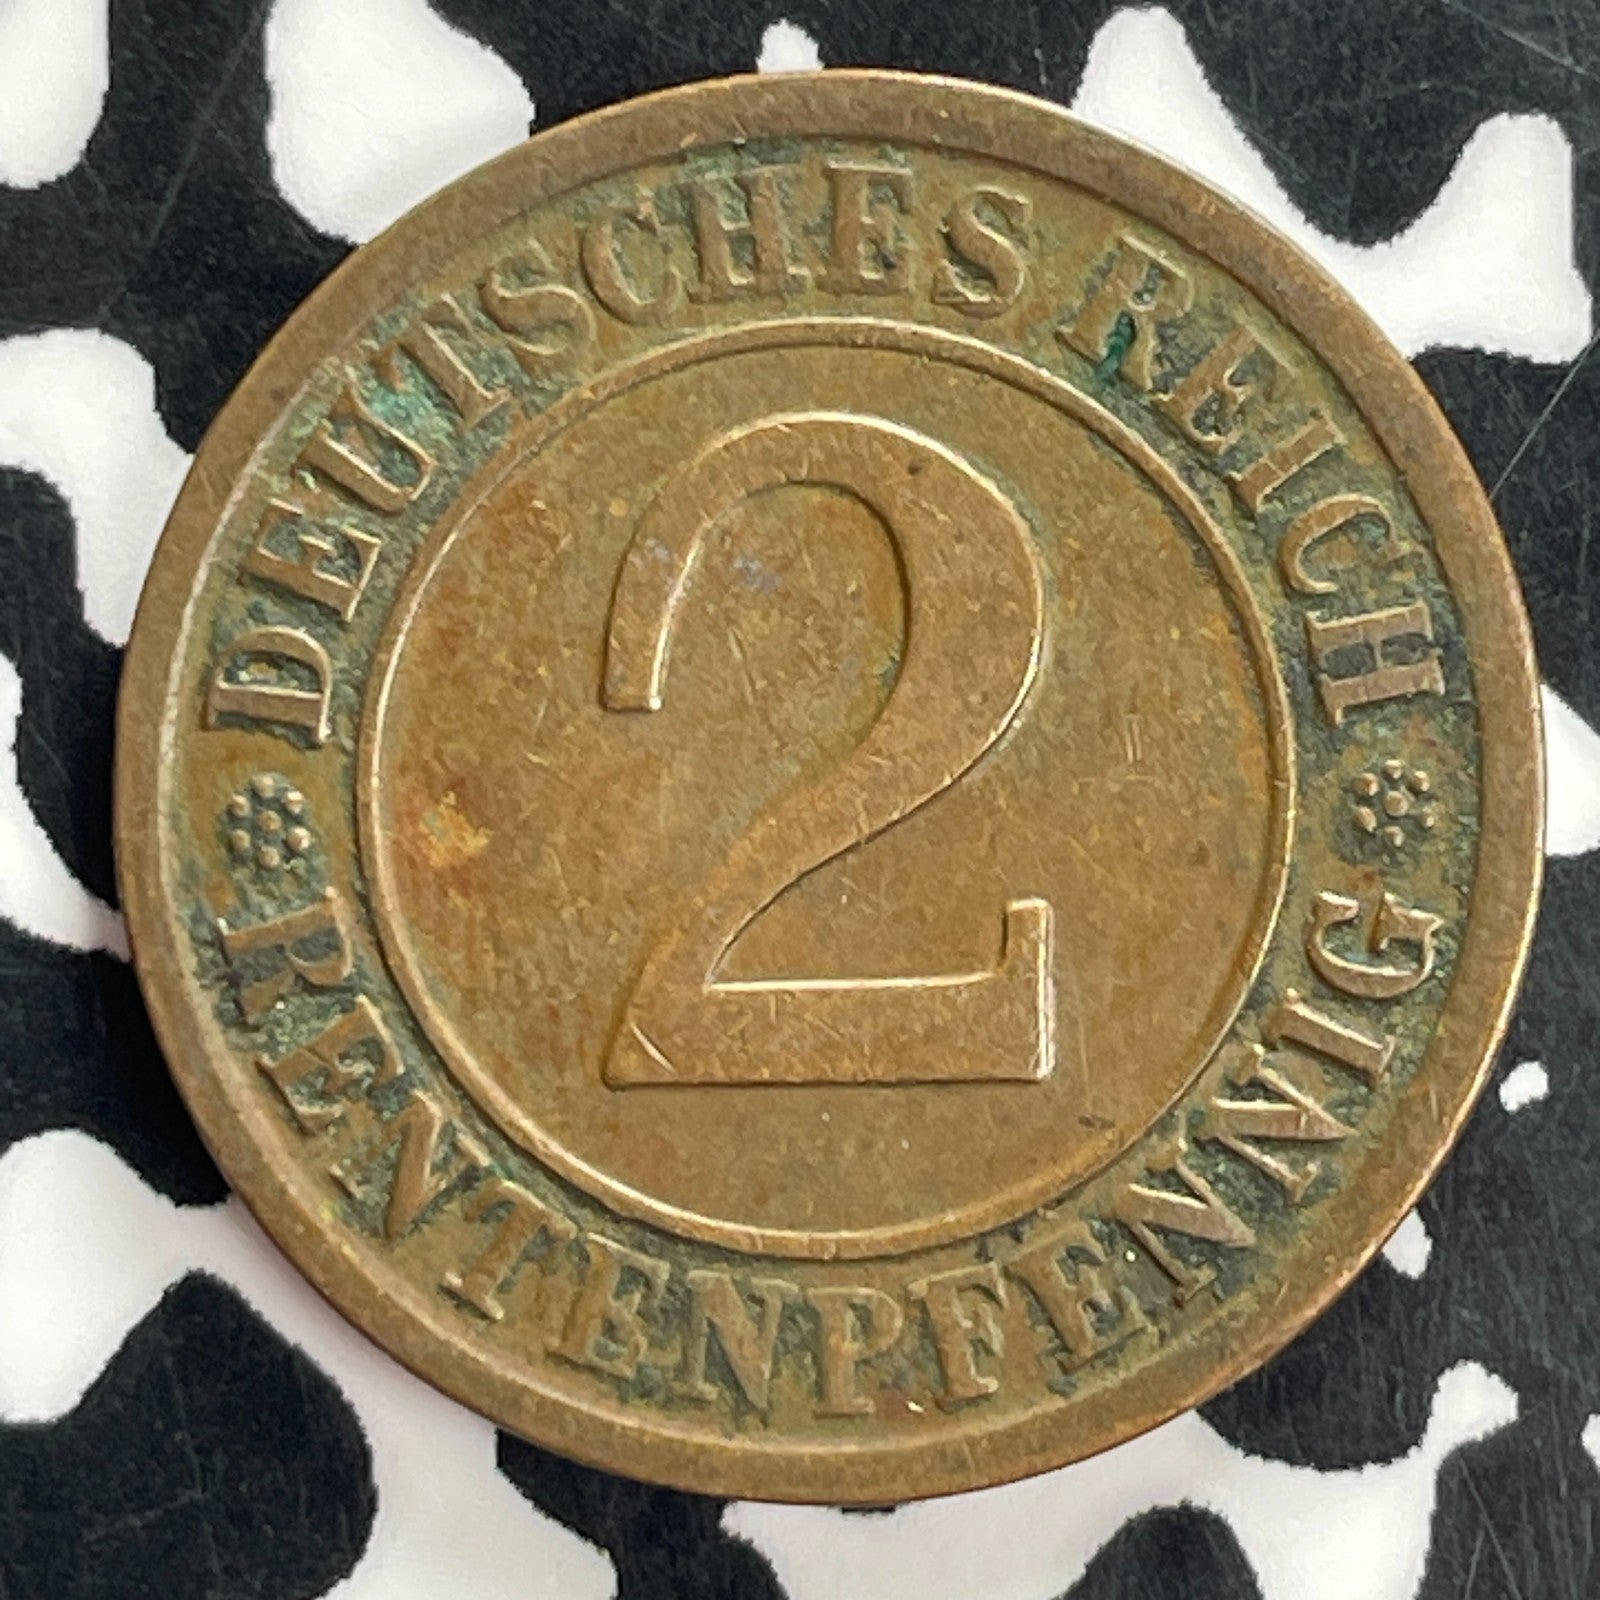 DEUTSCHES REICH
2
RENTENPFENNIG